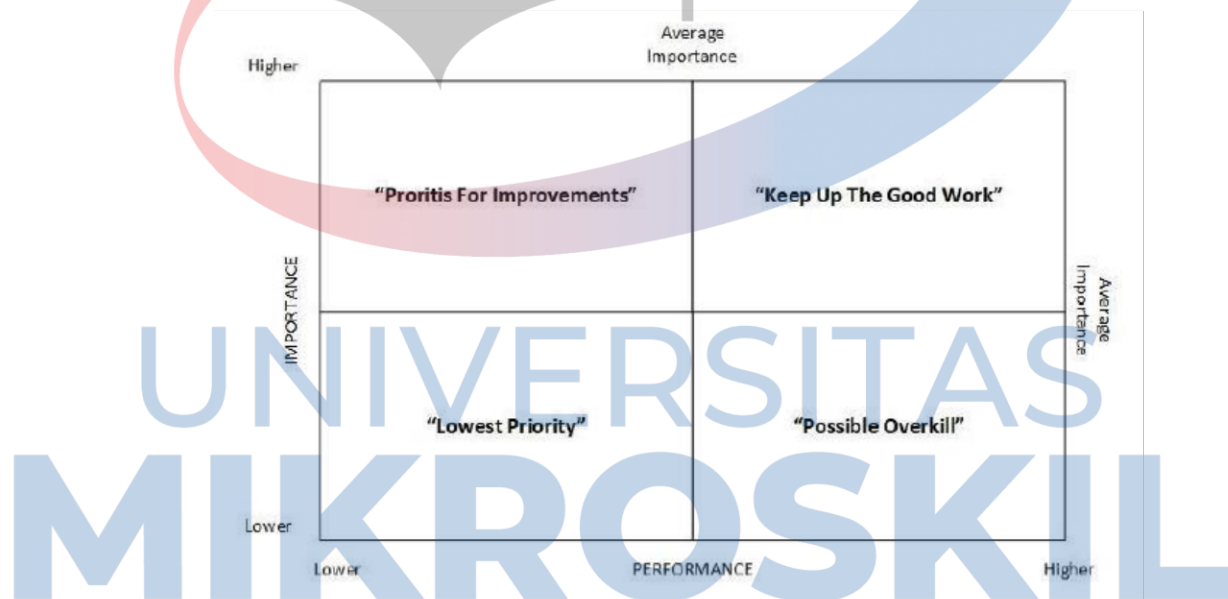 Average
Importance
Higher
“Proritis For Improvements”
“Keep Up The Good Work”
IMPORTANCE
Average
Importance
UNIVERSITAS
“Lowest Priority”
“Possible Overkill”
MIKROSKIL
Lower
Lower
PERFORMANCE
Higher